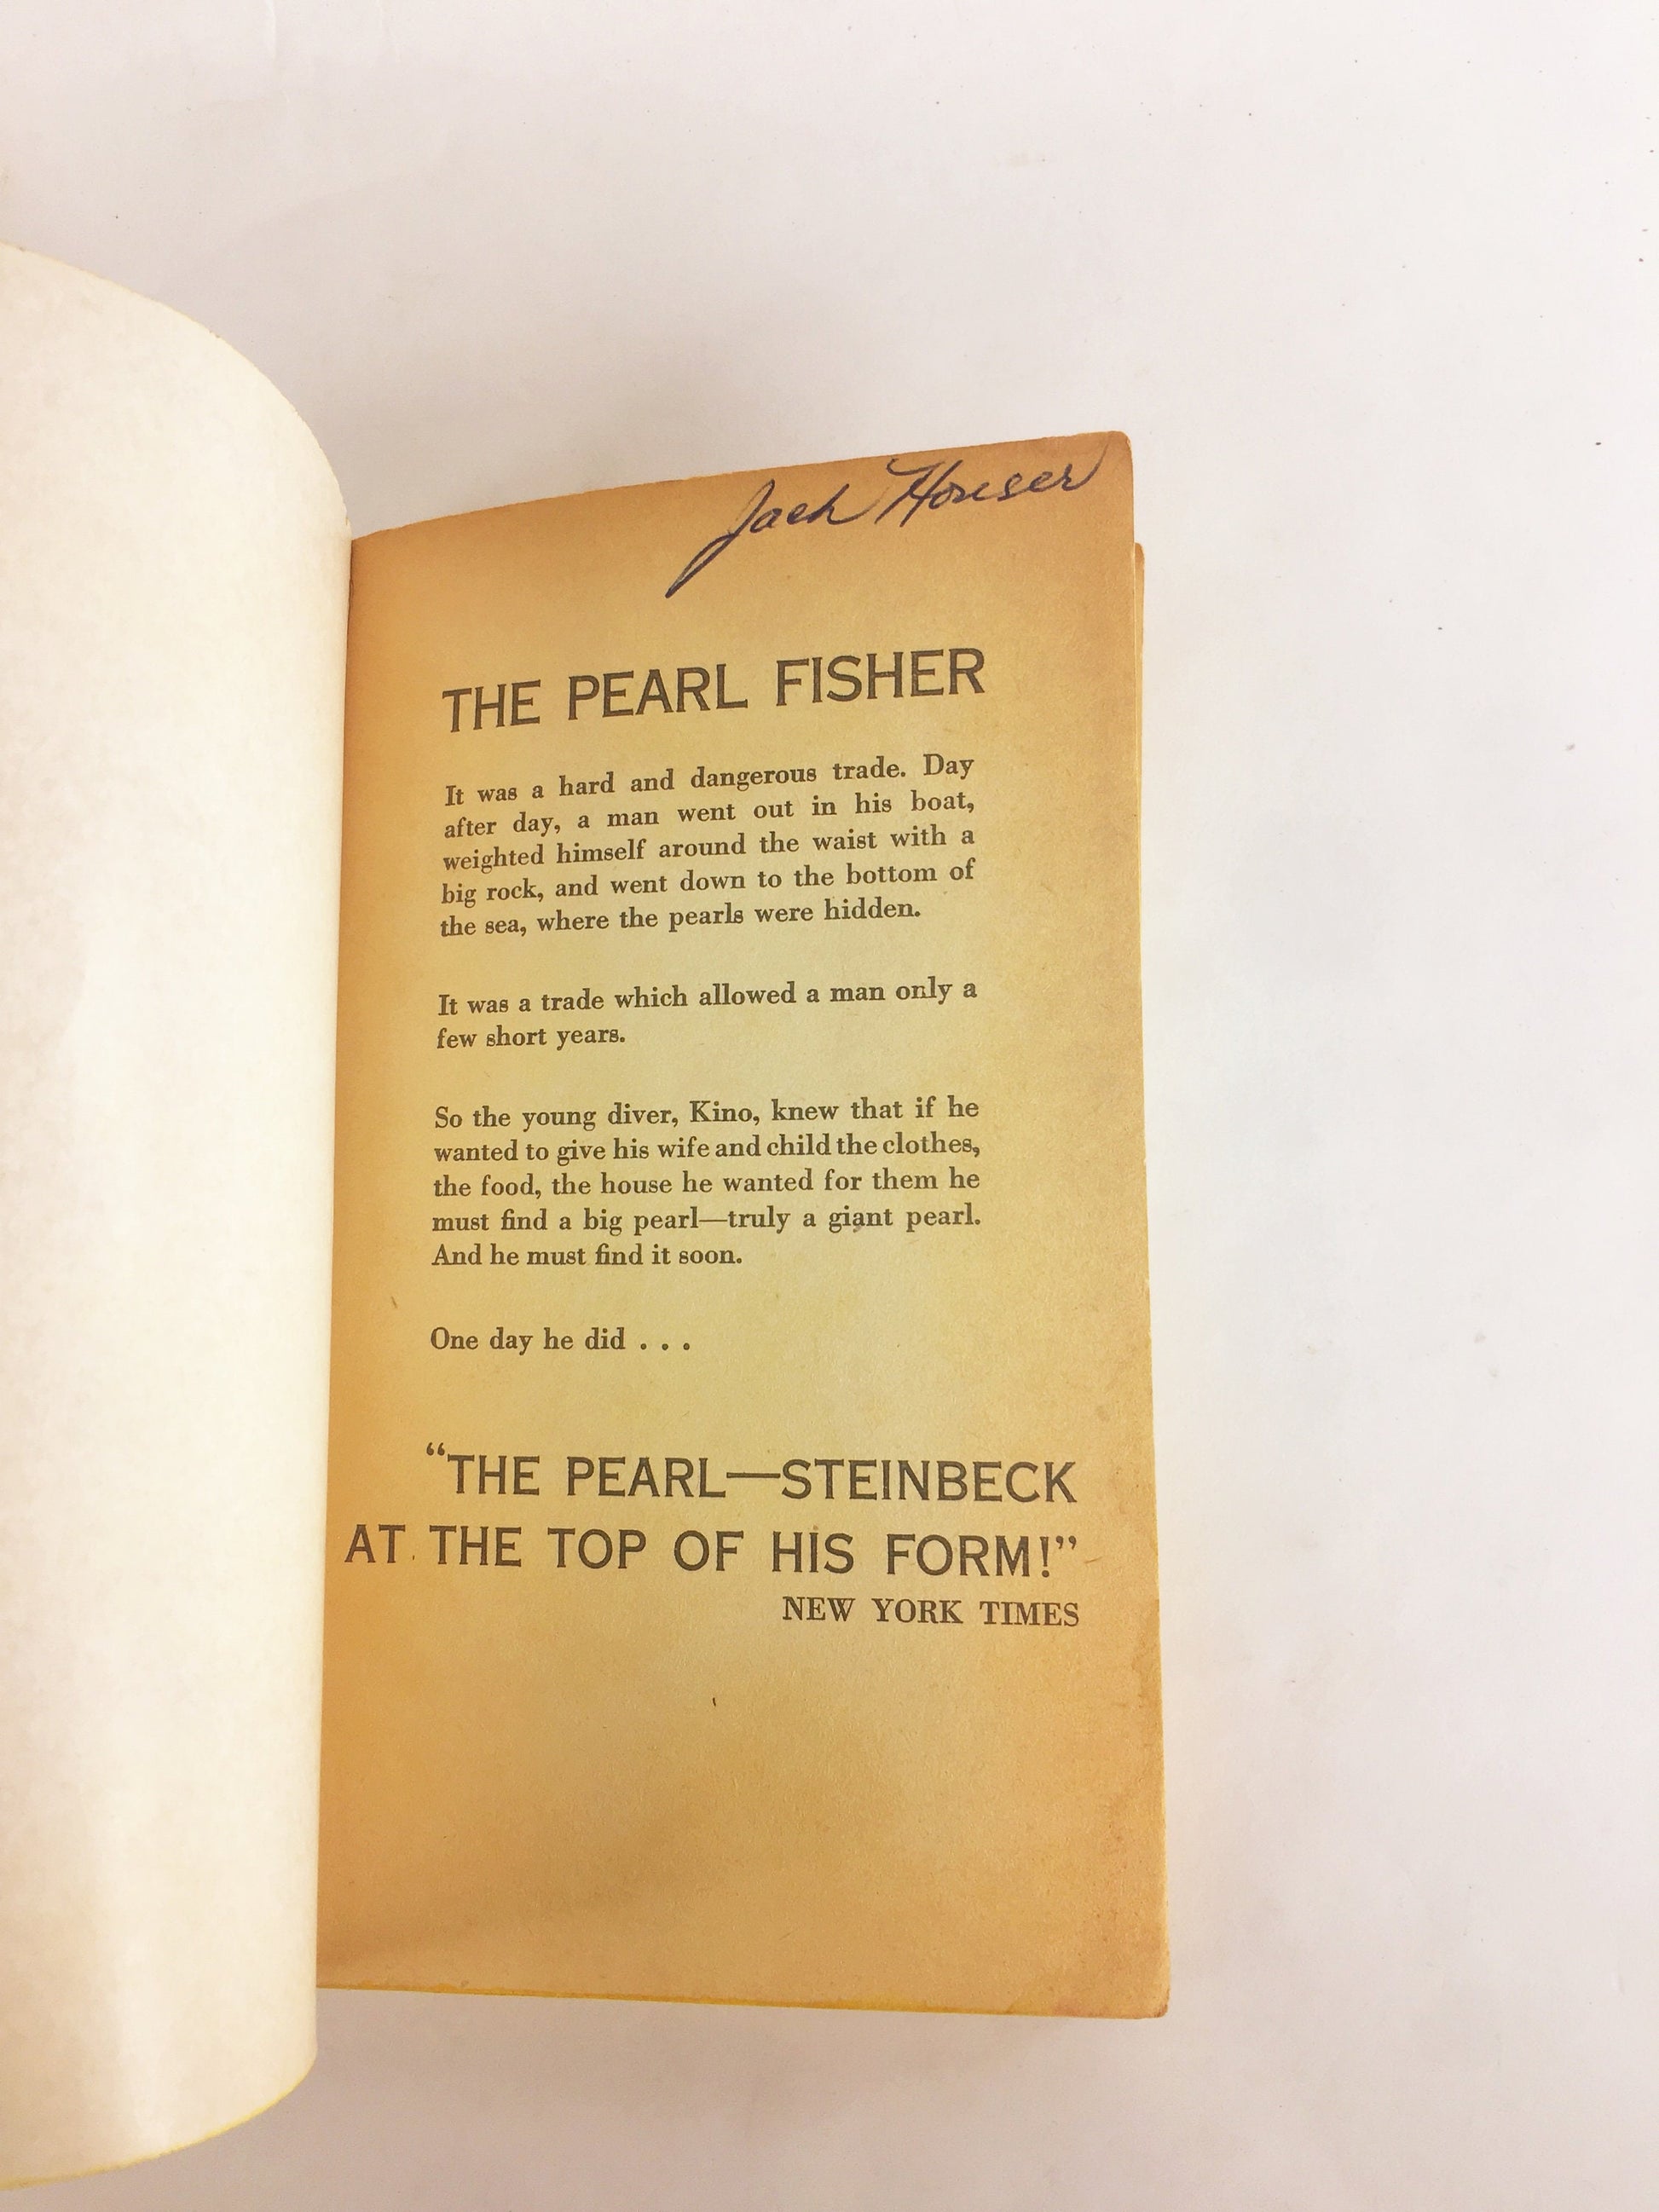 Jack Houser
THE PEARL FISHER
It was a hard and dangerous trade. Day
after day, a man went out in his boat,
weighted himself around the waist with a
big rock, and went down to the bottom of
the sea, where the pearls were hidden.
It was a trade which allowed a man only a
few short years.
So the young diver, Kino, knew that if he
wanted to give his wife and child the clothes,
the food, the house he wanted for them he
must find a big pearl—truly a giant pearl.
And he must find it soon.
One day he did . . .
“THE PEARL—STEINBECK
AT THE TOP OF HIS FORM!”
NEW YORK TIMES